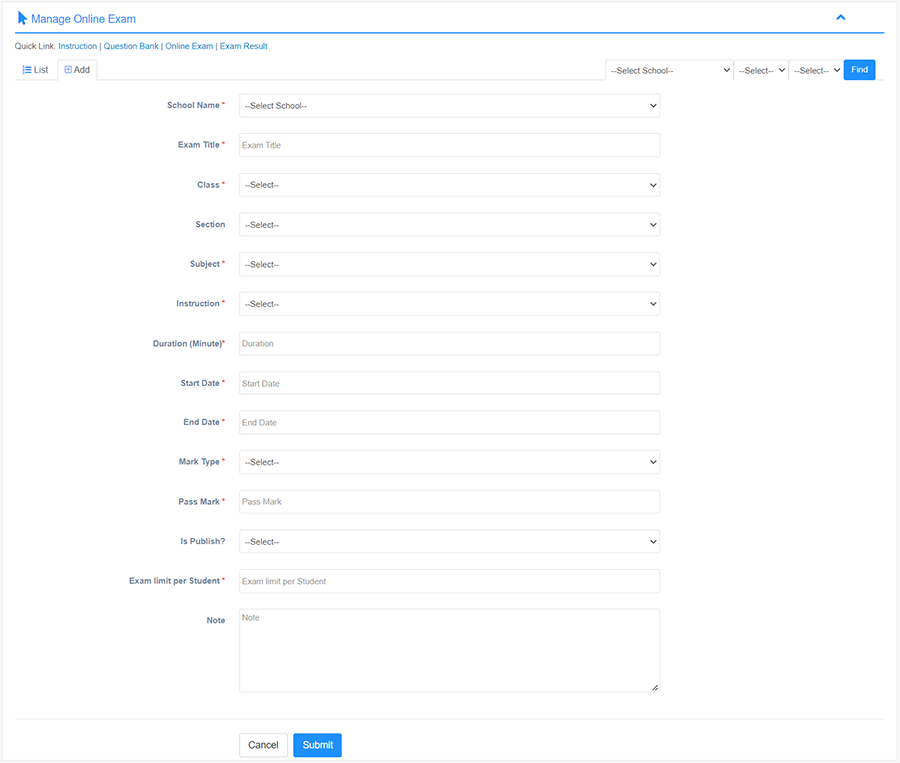 Manage Online Exam
Quick Link: Instruction | Question Bank | Online Exam | Exam Result
List Add --Select School-- --Select-- --Select-- Find
School Name * --Select School--
Exam Title * Exam Title
Class * --Select--
Section --Select--
Subject * --Select--
Instruction * --Select--
Duration (Minute)* Duration
Start Date * Start Date
End Date * End Date
Mark Type * --Select--
Pass Mark * Pass Mark
Is Publish? --Select--
Exam limit per Student * Exam limit per Student
Note Note
Cancel Submit